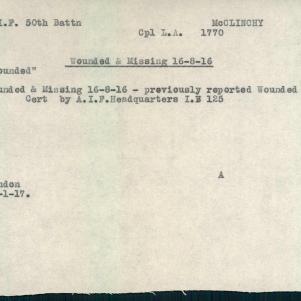 I.F. 50th Battn McCLINCHY
Cpl L.A. 1770
Wounded & Missing 16-8-16
ounded"
unded & Missing 16-8-16 - previously reported Wounded
Cert by A.I.F.Headquarters I.B 125
A
ndon
-1-17.